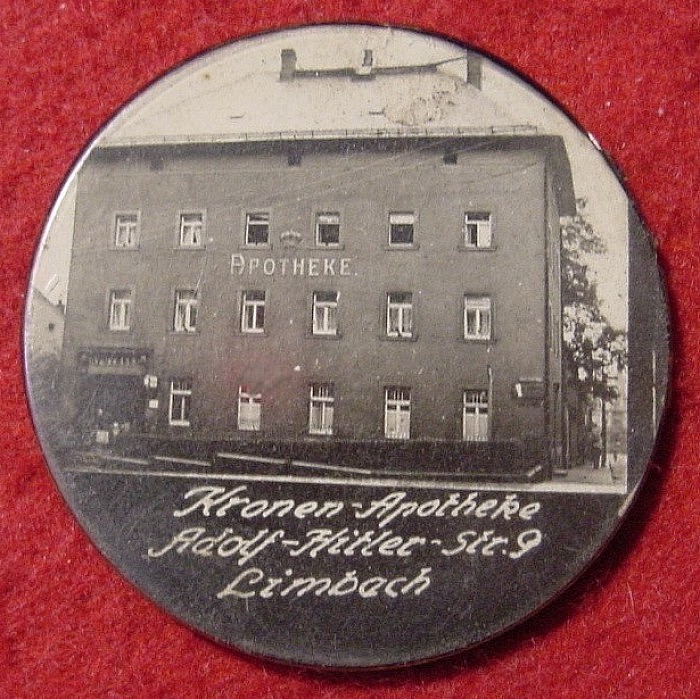 APOTHEKE.
Kronen-Apotheke
Adolf-Hitler-Str. 9
Limbach